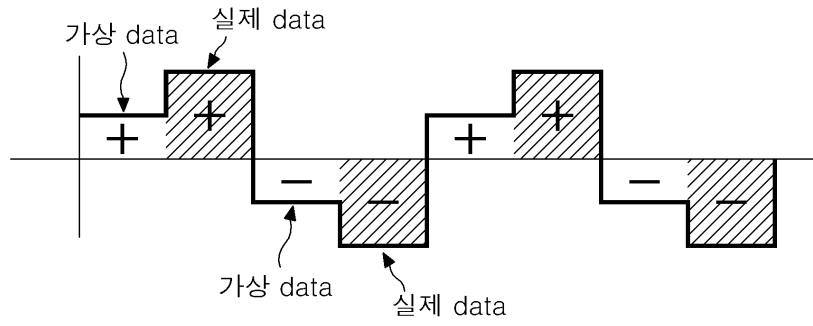 실제 data
가상 data
+ + + +
− − − −
가상 data
실제 data